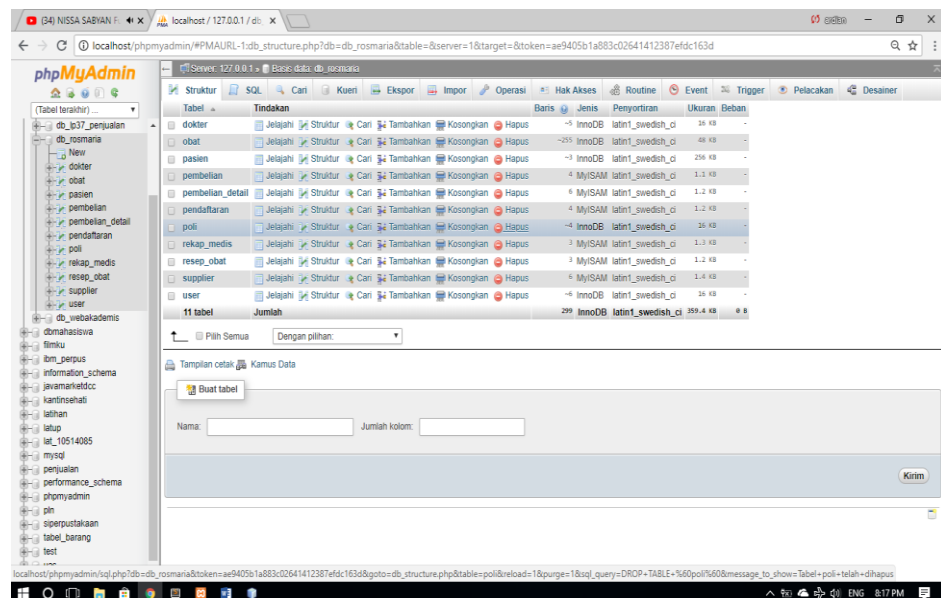 (34) NISSA SABYAN F
localhost / 127.0.0.1 / db_
ardian
localhost/phpmyadmin/#PMAURL-1:db_structure.php?db=db_rosmaria&table=&server=1&target=&token=ae9405b1a883c02641412387efdc163d
phpMyAdmin
(Tabel terakhir) ...
db_lp37_penjualan
db_rosmaria
New
dokter
obat
pasien
pembelian
pembelian_detail
pendaftaran
poli
rekap_medis
resep_obat
supplier
user
db_webakademis
dbmahasiswa
filmku
ibm_perpus
information_schema
javamarketdcc
kantinsehati
latihan
latup
lat_10514085
mysql
penjualan
performance_schema
phpmyadmin
pln
siperpustakaan
tabel_barang
test
Server: 127.0.0.1 » Basis data: db_rosmaria
Struktur SQL Cari Kueri Ekspor Impor Operasi Hak Akses Routine Event Trigger Pelacakan Desainer
Tabel Tindakan Baris Jenis Penyortiran Ukuran Beban
dokter Jelajahi Struktur Cari Tambahkan Kosongkan Hapus ~5 InnoDB latin1_swedish_ci 16 KB -
obat Jelajahi Struktur Cari Tambahkan Kosongkan Hapus ~255 InnoDB latin1_swedish_ci 48 KB -
pasien Jelajahi Struktur Cari Tambahkan Kosongkan Hapus ~3 InnoDB latin1_swedish_ci 256 KB -
pembelian Jelajahi Struktur Cari Tambahkan Kosongkan Hapus 4 MyISAM latin1_swedish_ci 1.1 KB -
pembelian_detail Jelajahi Struktur Cari Tambahkan Kosongkan Hapus 6 MyISAM latin1_swedish_ci 1.2 KB -
pendaftaran Jelajahi Struktur Cari Tambahkan Kosongkan Hapus 4 MyISAM latin1_swedish_ci 1.2 KB -
poli Jelajahi Struktur Cari Tambahkan Kosongkan Hapus ~4 InnoDB latin1_swedish_ci 16 KB -
rekap_medis Jelajahi Struktur Cari Tambahkan Kosongkan Hapus 3 MyISAM latin1_swedish_ci 1.3 KB -
resep_obat Jelajahi Struktur Cari Tambahkan Kosongkan Hapus 3 MyISAM latin1_swedish_ci 1.2 KB -
supplier Jelajahi Struktur Cari Tambahkan Kosongkan Hapus 6 MyISAM latin1_swedish_ci 1.4 KB -
user Jelajahi Struktur Cari Tambahkan Kosongkan Hapus ~6 InnoDB latin1_swedish_ci 16 KB -
11 tabel Jumlah 299 InnoDB latin1_swedish_ci 359.4 KB 0 B
Pilih Semua Dengan pilihan:
Tampilan cetak Kamus Data
Buat tabel
Nama: Jumlah kolom:
Kirim
localhost/phpmyadmin/sql.php?db=db_rosmaria&token=ae9405b1a883c02641412387efdc163d&goto=db_structure.php&table=poli&reload=1&purge=1&sql_query=DROP+TABLE+%60poli%60&message_to_show=Tabel+poli+telah+dihapus
ENG 8:17 PM